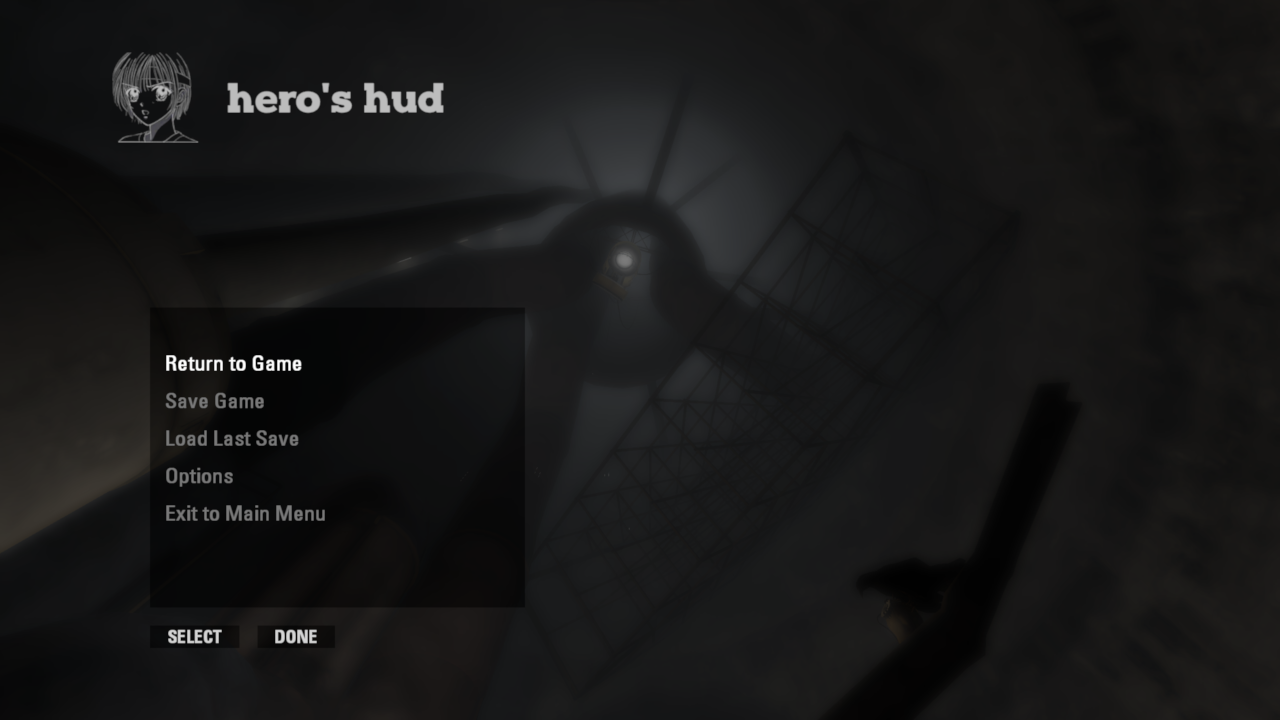 hero's hud
Return to Game
Save Game
Load Last Save
Options
Exit to Main Menu
SELECT DONE